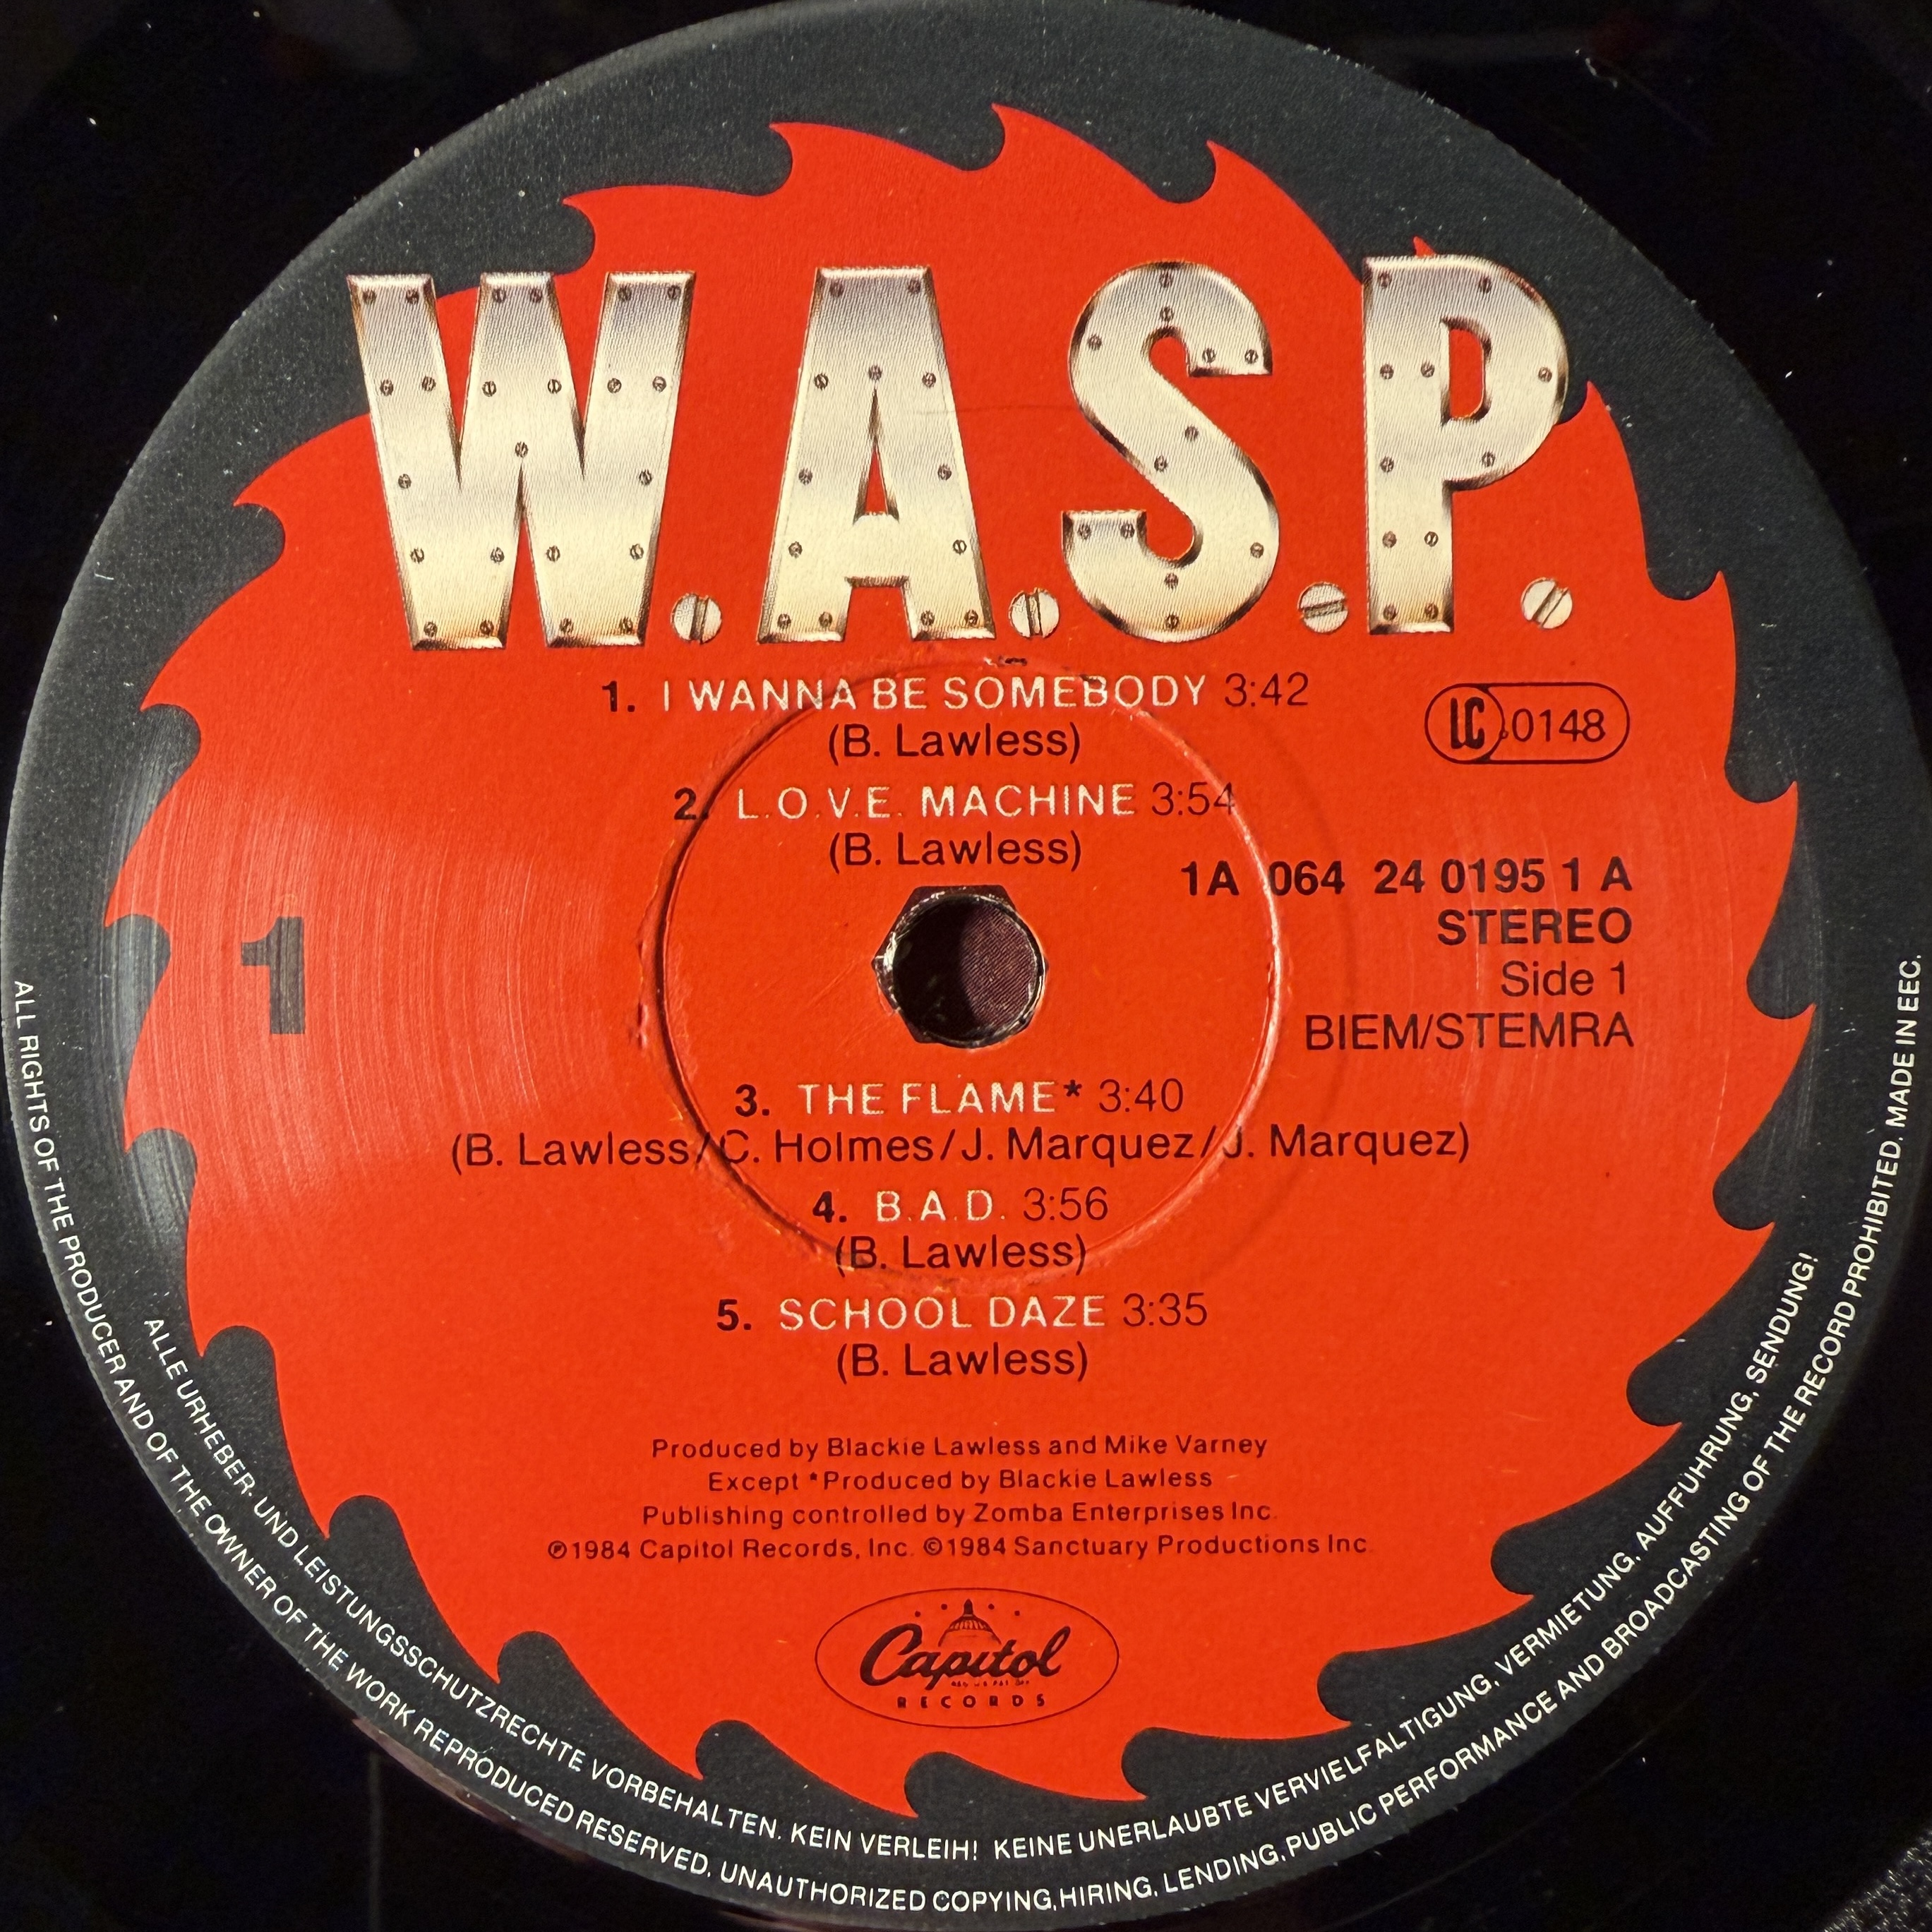 W.A.S.P.
1. I WANNA BE SOMEBODY 3:42
(B. Lawless)
LC 0148
2. L.O.V.E. MACHINE 3:54
(B. Lawless)
1A 064 24 0195 1 A
STEREO
Side 1
BIEM/STEMRA
1
3. THE FLAME* 3:40
(B. Lawless/C. Holmes/J. Marquez/J. Marquez)
4. B.A.D. 3:56
(B. Lawless)
5. SCHOOL DAZE 3:35
(B. Lawless)
Produced by Blackie Lawless and Mike Varney
Except *Produced by Blackie Lawless
Publishing controlled by Zomba Enterprises Inc.
℗1984 Capitol Records, Inc. ©1984 Sanctuary Productions Inc.
Capitol
RECORDS
ALLE URHEBER- UND LEISTUNGSSCHUTZRECHTE VORBEHALTEN. KEIN VERLEIH! KEINE UNERLAUBTE VERVIELFALTIGUNG, VERMIETUNG, AUFFUHRUNG, SENDUNG!
ALL RIGHTS OF THE PRODUCER AND OF THE OWNER OF THE WORK REPRODUCED RESERVED. UNAUTHORIZED COPYING, HIRING, LENDING, PUBLIC PERFORMANCE AND BROADCASTING OF THE RECORD PROHIBITED. MADE IN EEC.